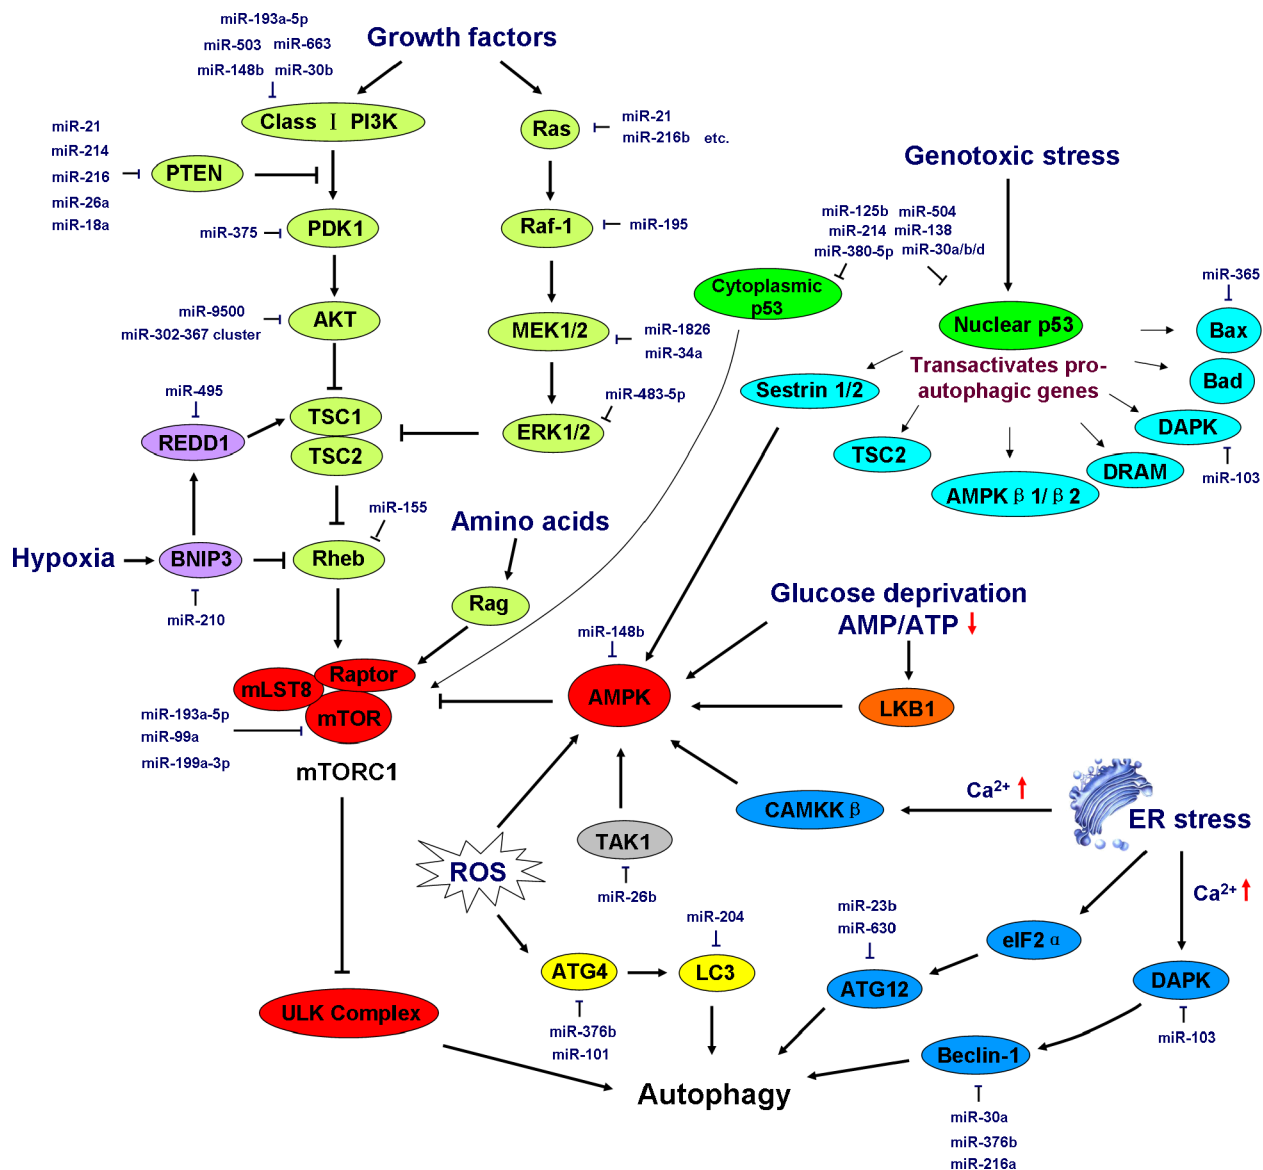 miR-193a-5p
miR-503 miR-663
miR-148b miR-30b
Growth factors
Class I PI3K
miR-21
miR-214
miR-216
miR-26a
miR-18a
PTEN
Ras
miR-21
miR-216b etc.
Genotoxic stress
miR-375
PDK1
Raf-1
miR-195
miR-125b miR-504
miR-214 miR-138
miR-380-5p miR-30a/b/d
miR-9500
miR-302-367 cluster
AKT
MEK1/2
miR-1826
miR-34a
Cytoplasmic
p53
Nuclear p53
miR-365
Bax
Transactivates pro-
autophagic genes
Bad
miR-495
REDD1
TSC1
TSC2
ERK1/2
miR-483-5p
Sestrin 1/2
TSC2
AMPK β 1/ β 2
DRAM
DAPK
miR-103
Hypoxia
BNIP3
miR-210
Rheb
miR-155
Amino acids
Rag
Glucose deprivation
AMP/ATP
miR-148b
mLST8
Raptor
mTOR
mTORC1
miR-193a-5p
miR-99a
miR-199a-3p
AMPK
LKB1
CAMKK β
Ca2+
ER stress
Ca2+
TAK1
miR-26b
ROS
miR-204
miR-23b
miR-630
eIF2 α
ATG4
LC3
ATG12
DAPK
miR-103
miR-376b
miR-101
ULK Complex
Beclin-1
miR-30a
miR-376b
miR-216a
Autophagy